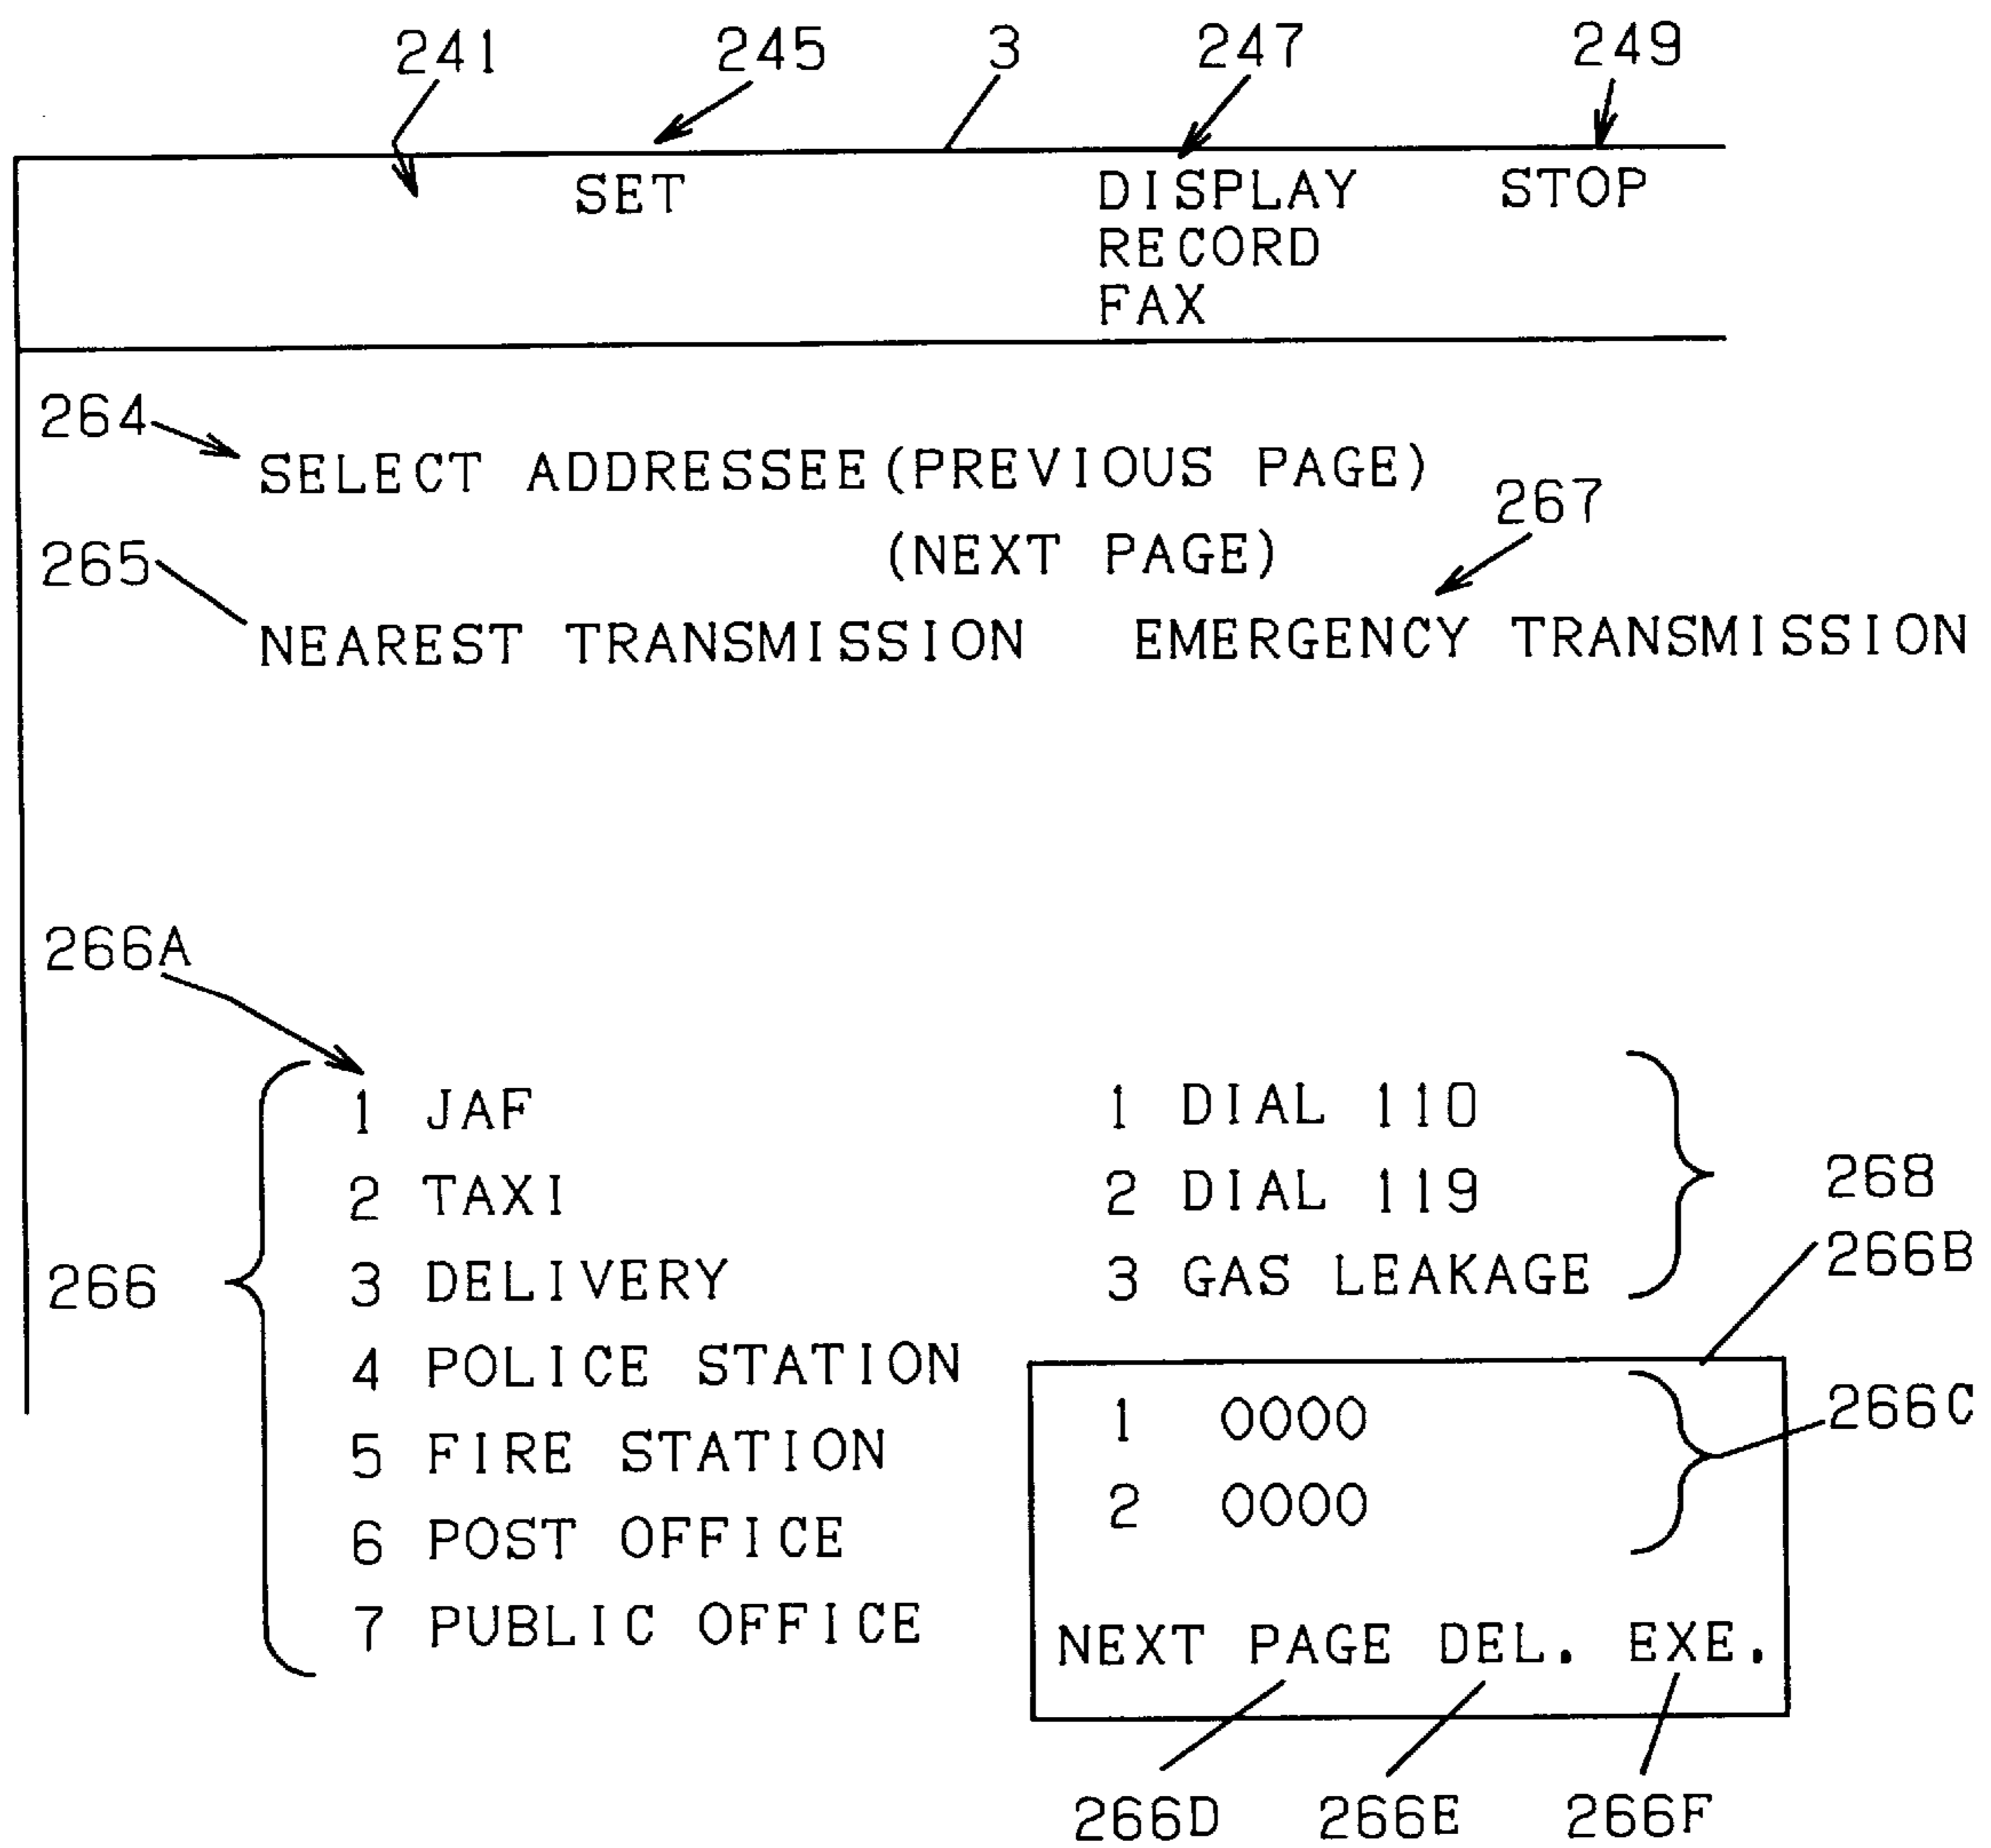 241 245 3 247 249
SET DISPLAY STOP
RECORD
FAX
264
SELECT ADDRESSEE (PREVIOUS PAGE)
267
265 (NEXT PAGE)
NEAREST TRANSMISSION EMERGENCY TRANSMISSION
266A
1 JAF 1 DIAL 110
2 TAXI 2 DIAL 119 268
266 3 DELIVERY 3 GAS LEAKAGE 266B
4 POLICE STATION
1 0000 266C
5 FIRE STATION
2 0000
6 POST OFFICE
7 PUBLIC OFFICE
NEXT PAGE DEL. EXE.
266D 266E 266F